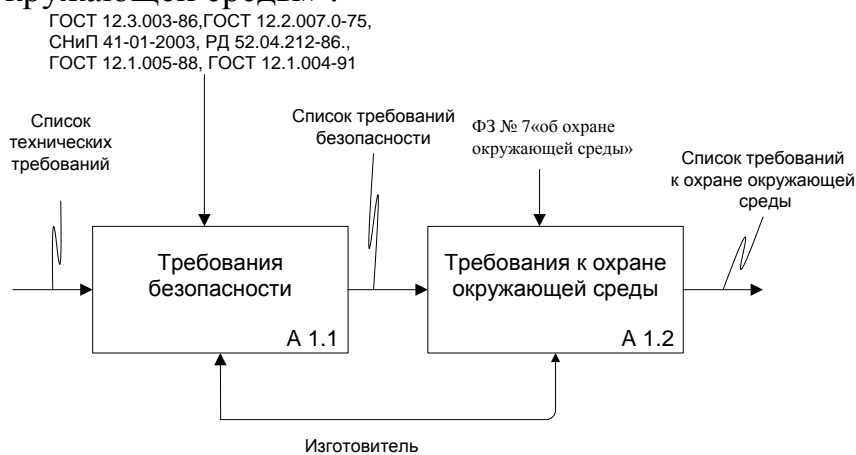 кружающей среды» .
ГОСТ 12.3.003-86,ГОСТ 12.2.007.0-75,
СНиП 41-01-2003, РД 52.04.212-86.,
ГОСТ 12.1.005-88, ГОСТ 12.1.004-91
Список
технических
требований
Список требований
безопасности
ФЗ № 7«об охране
окружающей среды»
Список требований
к охране окружающей
среды
Требования
безопасности
А 1.1
Требования к охране
окружающей среды
А 1.2
Изготовитель